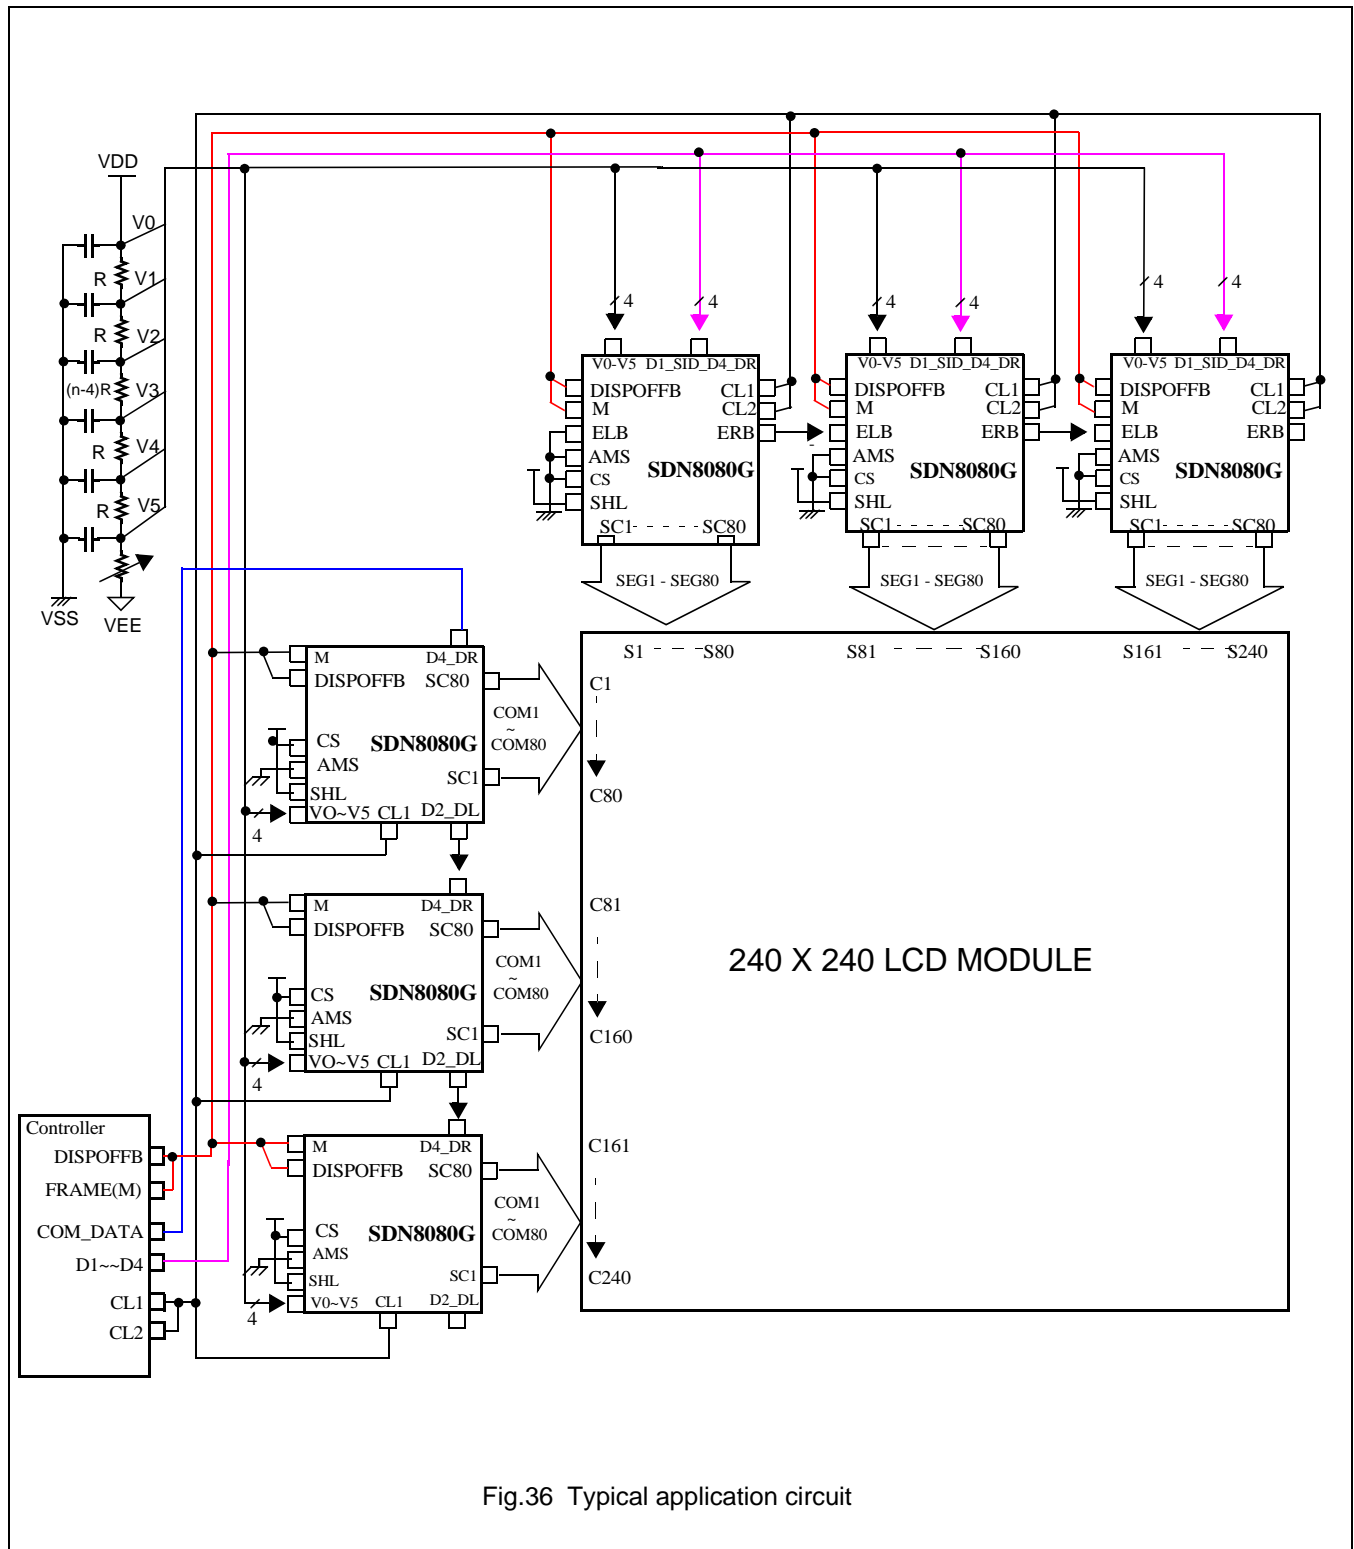 VDD
V0
R
V1
R
V2
(n-4)R
V3
R
V4
R
V5
VSS
VEE
4
4
V0-V5
D1_SID_D4_DR
DISPOFFB
CL1
M
CL2
ELB
ERB
AMS
SDN8080G
CS
SHL
SC1
SC80
SEG1 - SEG80
4
4
V0-V5
D1_SID_D4_DR
DISPOFFB
CL1
M
CL2
ELB
ERB
AMS
SDN8080G
CS
SHL
SC1
SC80
SEG1 - SEG80
4
4
V0-V5
D1_SID_D4_DR
DISPOFFB
CL1
M
CL2
ELB
ERB
AMS
SDN8080G
CS
SHL
SC1
SC80
SEG1 - SEG80
M
D4_DR
DISPOFFB
SC80
CS
SDN8080G
AMS
SC1
SHL
VO~V5
CL1
D2_DL
4
COM1
~
COM80
M
D4_DR
DISPOFFB
SC80
CS
SDN8080G
AMS
SC1
SHL
VO~V5
CL1
D2_DL
4
COM1
~
COM80
M
D4_DR
DISPOFFB
SC80
CS
SDN8080G
AMS
SC1
SHL
V0~V5
CL1
D2_DL
4
COM1
~
COM80
S1
S80
S81
S160
S161
S240
C1
C80
C81
C160
C161
C240
240 X 240 LCD MODULE
Controller
DISPOFFB
FRAME(M)
COM_DATA
D1~~D4
CL1
CL2
Fig.36 Typical application circuit